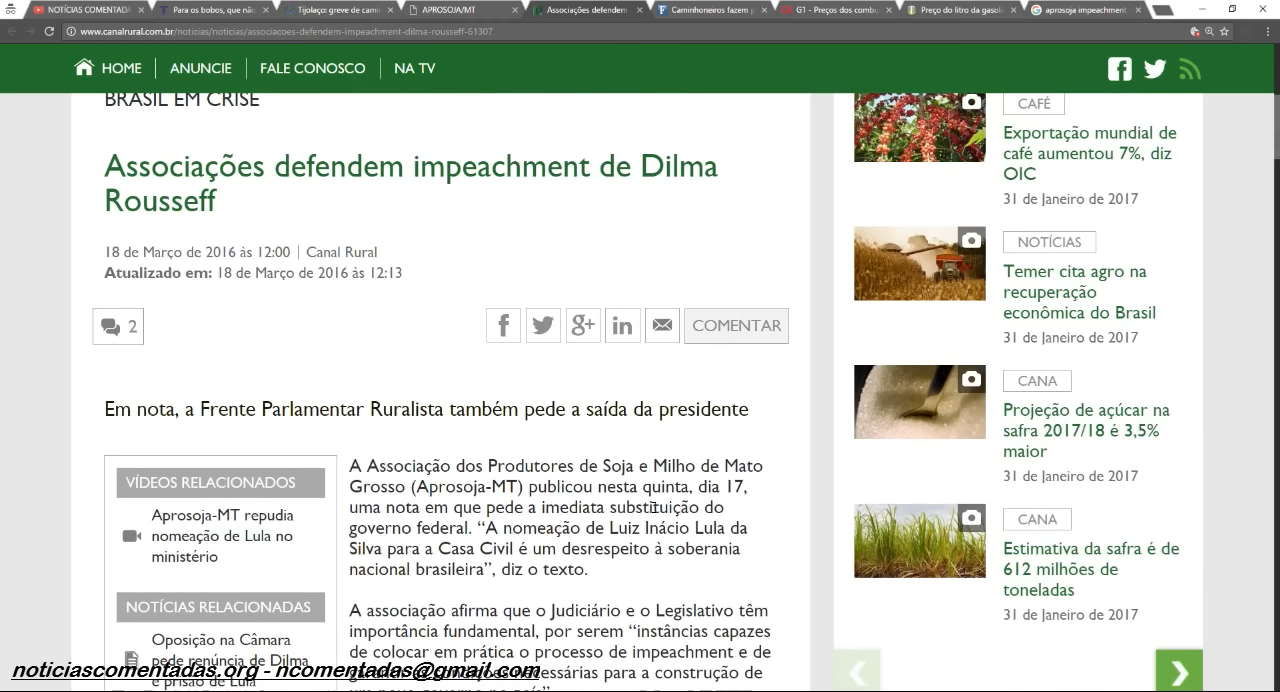 NOTÍCIAS COMENTADA
Para os bobos, que não
Tijolaço: greve de cami
APROSOJA/MT
Associações defendem
Caminhoneiros fazem p
G1 - Preços dos combu
Preço do litro da gasoli
aprosoja impeachment
www.canalrural.com.br/noticias/noticias/associacoes-defendem-impeachment-dilma-rousseff-61307
HOME
ANUNCIE
FALE CONOSCO
NA TV
BRASIL EM CRISE
Associações defendem impeachment de Dilma
Rousseff
18 de Março de 2016 às 12:00 | Canal Rural
Atualizado em: 18 de Março de 2016 às 12:13
2
COMENTAR
Em nota, a Frente Parlamentar Ruralista também pede a saída da presidente
VÍDEOS RELACIONADOS
Aprosoja-MT repudia
nomeação de Lula no
ministério
NOTÍCIAS RELACIONADAS
Oposição na Câmara
pede renúncia de Dilma
e prisão de Lula
A Associação dos Produtores de Soja e Milho de Mato
Grosso (Aprosoja-MT) publicou nesta quinta, dia 17,
uma nota em que pede a imediata substituição do
governo federal. “A nomeação de Luiz Inácio Lula da
Silva para a Casa Civil é um desrespeito à soberania
nacional brasileira”, diz o texto.
A associação afirma que o Judiciário e o Legislativo têm
importância fundamental, por serem “instâncias capazes
de colocar em prática o processo de impeachment e de
garantir as condições necessárias para a construção de
um novo governo no país”
CAFÉ
Exportação mundial de
café aumentou 7%, diz
OIC
31 de Janeiro de 2017
NOTÍCIAS
Temer cita agro na
recuperação
econômica do Brasil
31 de Janeiro de 2017
CANA
Projeção de açúcar na
safra 2017/18 é 3,5%
maior
31 de Janeiro de 2017
CANA
Estimativa da safra é de
612 milhões de
toneladas
31 de Janeiro de 2017
noticiascomentadas.org - ncomentadas@gmail.com